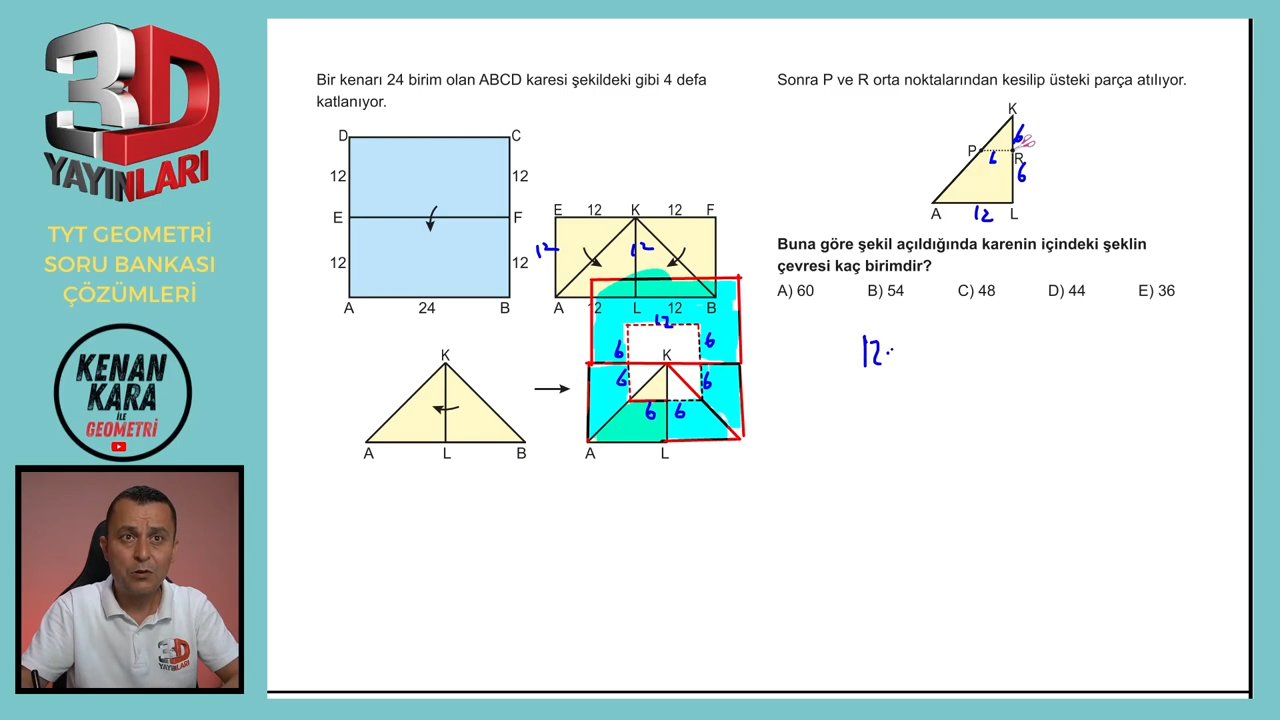 3D
YAYINLARI
TYT GEOMETRİ
SORU BANKASI
ÇÖZÜMLERİ
KENAN
KARA
İLE
GEOMETRİ
3D
YAYINLARI
Bir kenarı 24 birim olan ABCD karesi şekildeki gibi 4 defa
katlanıyor.
D C
12 12
E F
12 12
A 24 B
E 12 K 12 F
12 12
A 12 L 12 B
K
A L B
12
6 6
K
6 6
6 6
A L
Sonra P ve R orta noktalarından kesilip üsteki parça atılıyor.
K
6
P 6 R
6
A 12 L
Buna göre şekil açıldığında karenin içindeki şeklin
çevresi kaç birimdir?
A) 60 B) 54 C) 48 D) 44 E) 36
12.